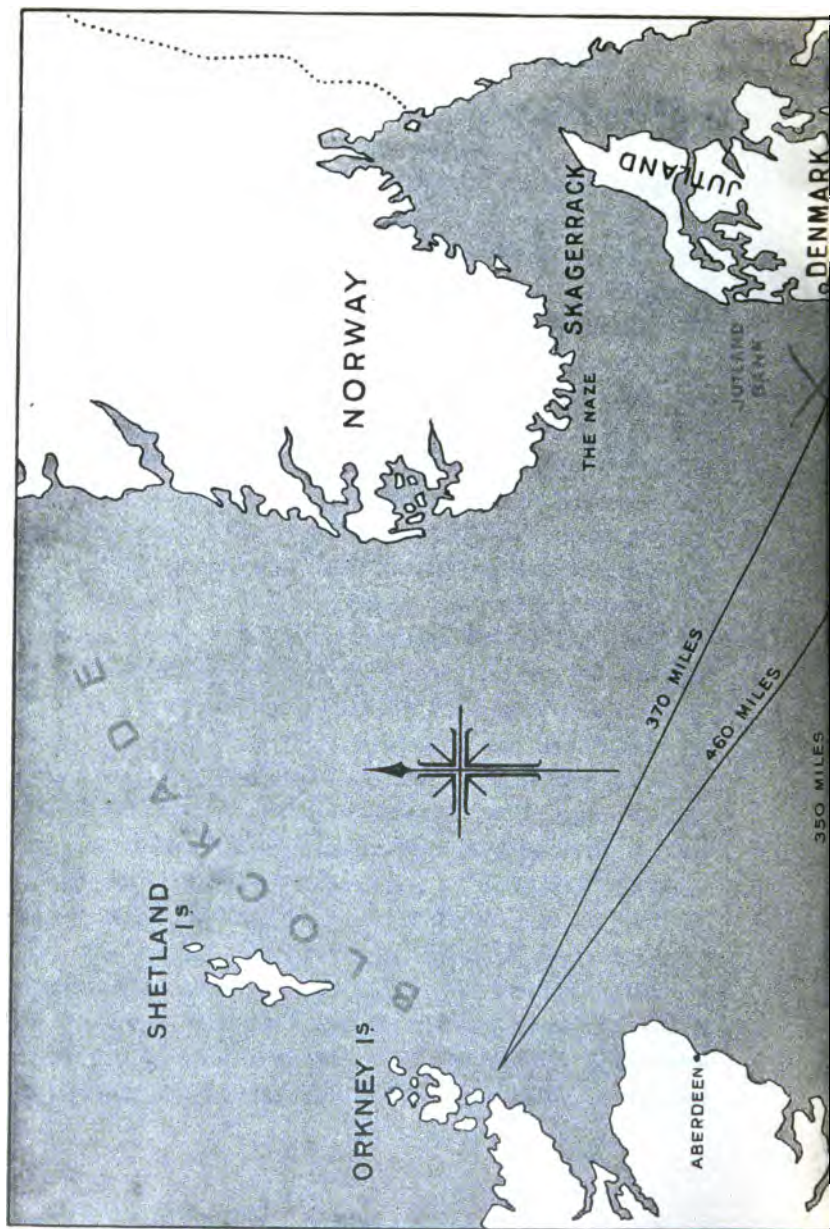 SHETLAND
Is
BLOCKADE
ORKNEY Is
NORWAY
THE NAZE
SKAGERRACK
JUTLAND
JUTLAND
BANK
DENMARK
370 MILES
460 MILES
350 MILES
ABERDEEN